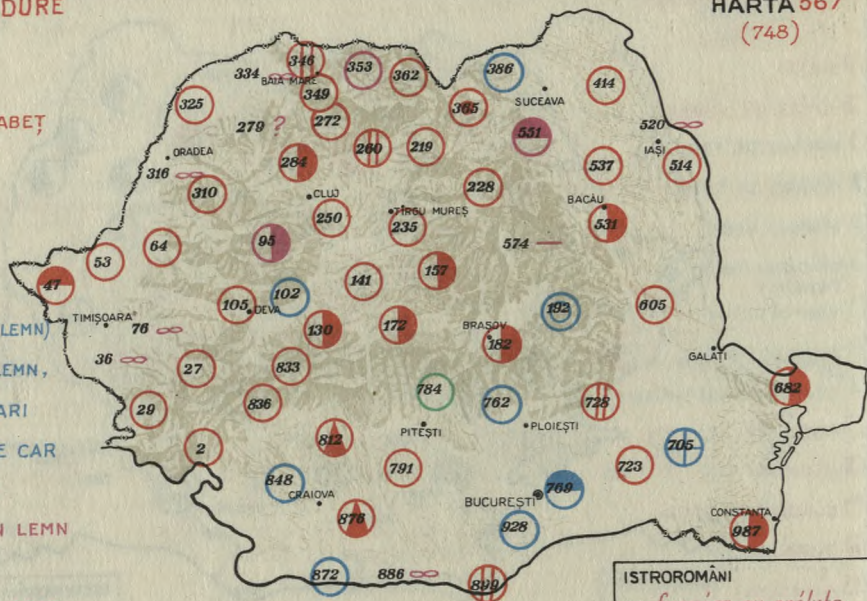 DURE
HARTA 567
(748)
ABEȚ
LEMN)
LEMN,
ARI
E CAR
N LEMN
346
334 ∞
BAIA MARE
353
362
386
349
325
365
SUCEAVA
414
272
279 ?
551
520 ∞
IAȘI
ORADEA
260
219
284
537
514
316 ∞
310
228
CLUJ
BACĂU
250
TÎRGU MUREȘ
235
531
95
574 —
64
53
157
47
141
102
105
DEVA
192
605
TIMIȘOARA
76 ∞
130
172
BRAȘOV
182
GALAȚI
36 ∞
27
833
682
784
762
728
29
836
PITEȘTI
PLOIEȘTI
812
705
2
791
723
848
CRAIOVA
769
BUCUREȘTI
876
928
CONSTANȚA
987
872
886 ∞
899
ISTROROMÂNI